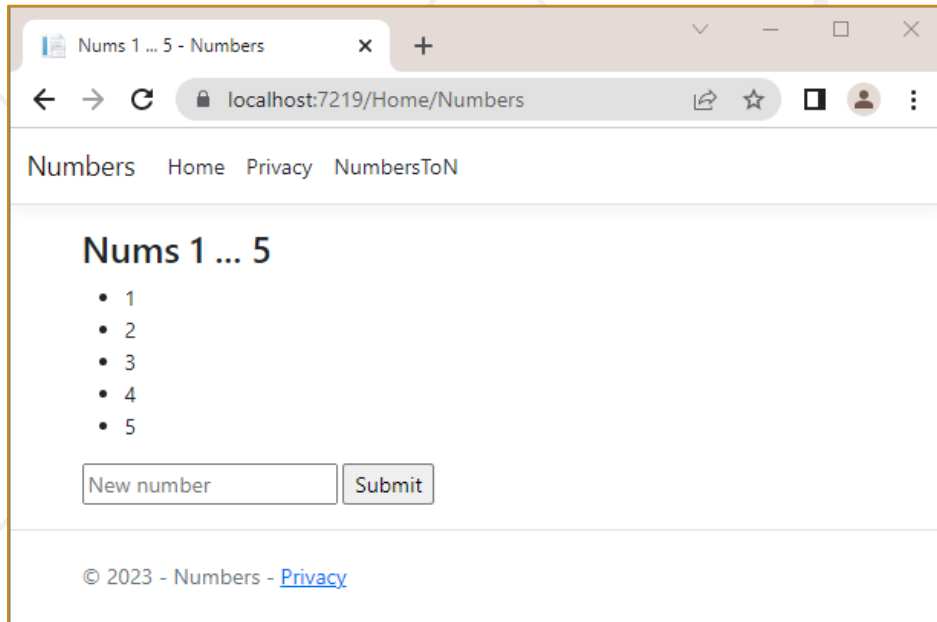 Nums 1 ... 5 - Numbers
localhost:7219/Home/Numbers
Numbers Home Privacy NumbersToN
Nums 1 ... 5
• 1
• 2
• 3
• 4
• 5
New number Submit
© 2023 - Numbers - Privacy